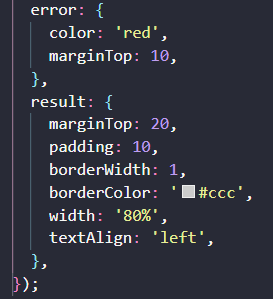 error: {
color: 'red',
marginTop: 10,
},
result: {
marginTop: 20,
padding: 10,
borderWidth: 1,
borderColor: '#ccc',
width: '80%',
textAlign: 'left',
},
});